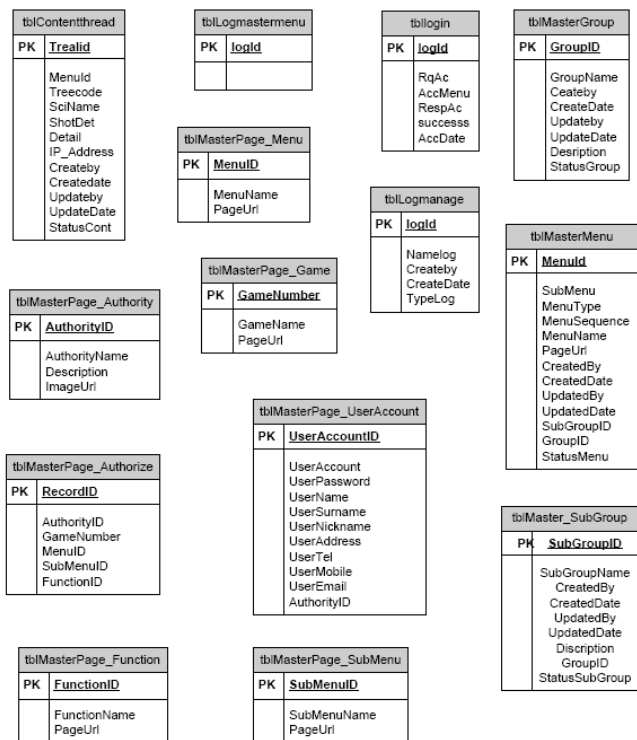 tblContentthread
PK Trealid
MenuId
Treecode
SciName
ShotDet
Detail
IP_Address
Createby
Createdate
Updateby
UpdateDate
StatusCont
tblLogmastermenu
PK logId
tbllogin
PK logId
RqAc
AccMenu
RespAc
successs
AccDate
tblMasterGroup
PK GroupID
GroupName
Ceateby
CreateDate
Updateby
UpdateDate
Desription
StatusGroup
tblMasterPage_Menu
PK MenuID
MenuName
PageUrl
tblLogmanage
PK logId
Namelog
Createby
CreateDate
TypeLog
tblMasterMenu
PK MenuId
SubMenu
MenuType
MenuSequence
MenuName
PageUrl
CreatedBy
CreatedDate
UpdatedBy
UpdatedDate
SubGroupID
GroupID
StatusMenu
tblMasterPage_Game
PK GameNumber
GameName
PageUrl
tblMasterPage_Authority
PK AuthorityID
AuthorityName
Description
ImageUrl
tblMasterPage_UserAccount
PK UserAccountID
UserAccount
UserPassword
UserName
UserSurname
UserNickname
UserAddress
UserTel
UserMobile
UserEmail
AuthorityID
tblMasterPage_Authorize
PK RecordID
AuthorityID
GameNumber
MenuID
SubMenuID
FunctionID
tblMaster_SubGroup
PK SubGroupID
SubGroupName
CreatedBy
CreatedDate
UpdatedBy
UpdatedDate
Discription
GroupID
StatusSubGroup
tblMasterPage_Function
PK FunctionID
FunctionName
PageUrl
tblMasterPage_SubMenu
PK SubMenuID
SubMenuName
PageUrl